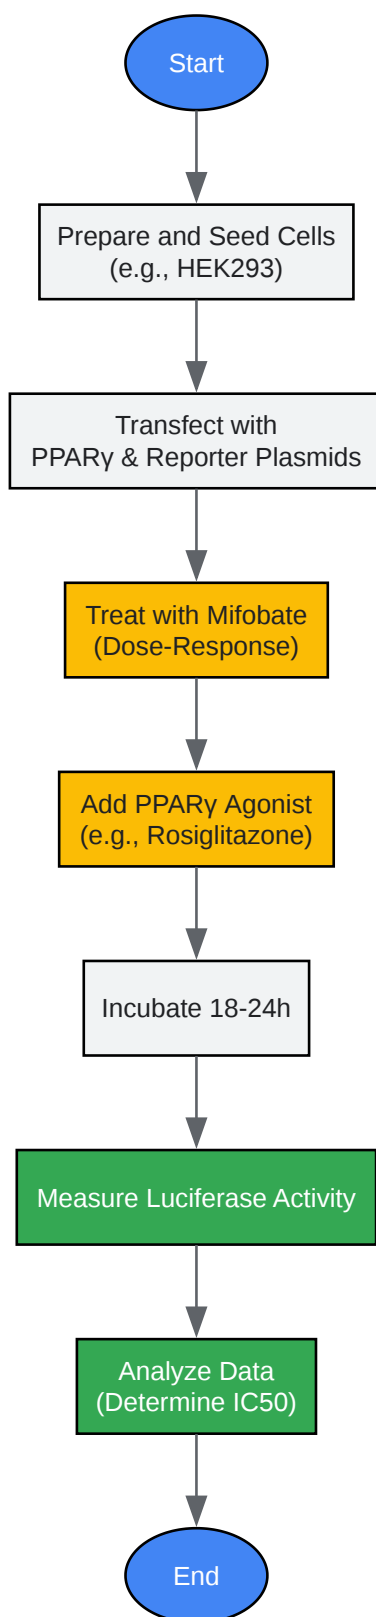 Start
Prepare and Seed Cells
(e.g., HEK293)
Transfect with
PPARγ & Reporter Plasmids
Treat with Mifobate
(Dose-Response)
Add PPARγ Agonist
(e.g., Rosiglitazone)
Incubate 18-24h
Measure Luciferase Activity
Analyze Data
(Determine IC50)
End